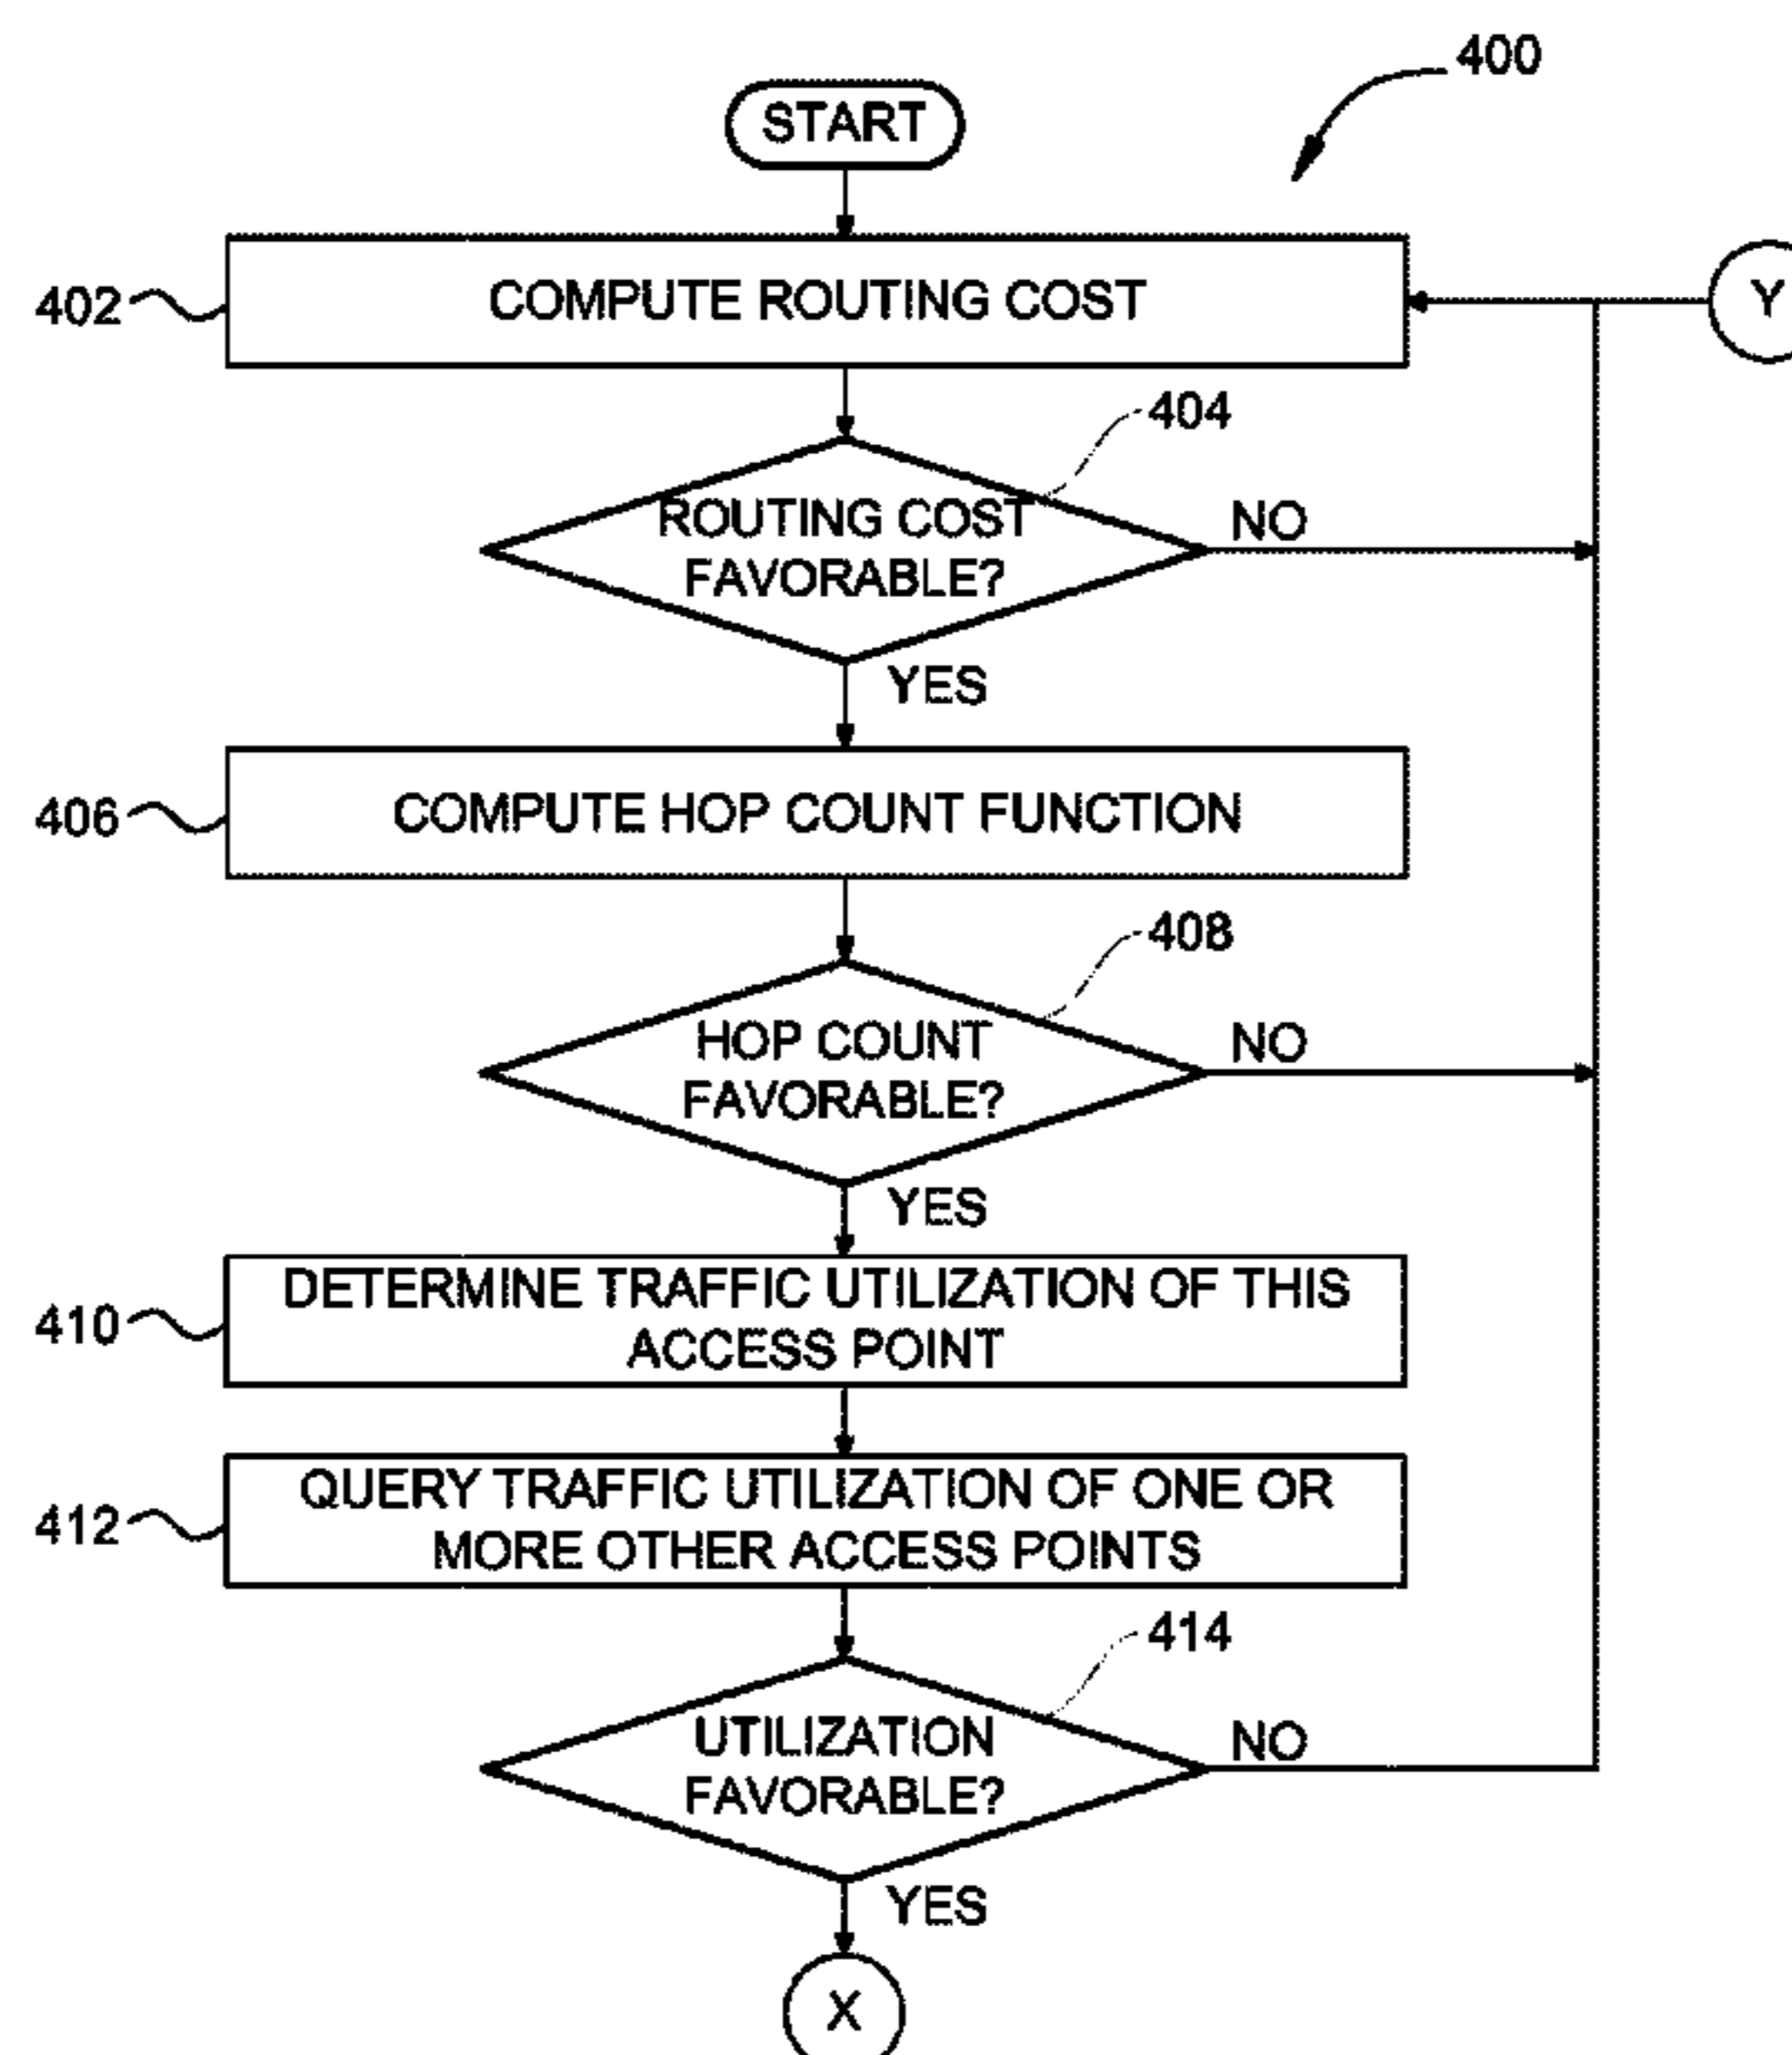 400
START
402
COMPUTE ROUTING COST
Y
404
ROUTING COST
FAVORABLE?
NO
YES
406
COMPUTE HOP COUNT FUNCTION
408
HOP COUNT
FAVORABLE?
NO
YES
410
DETERMINE TRAFFIC UTILIZATION OF THIS
ACCESS POINT
412
QUERY TRAFFIC UTILIZATION OF ONE OR
MORE OTHER ACCESS POINTS
414
UTILIZATION
FAVORABLE?
NO
YES
X